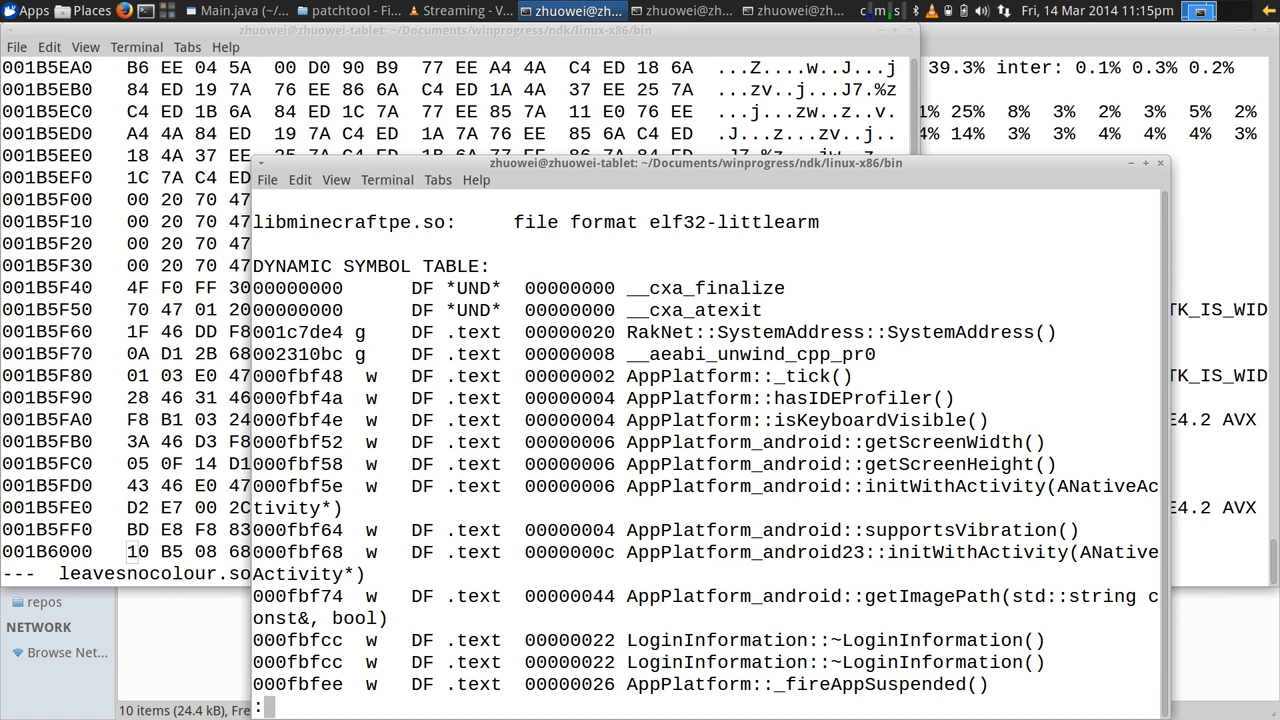 Apps Places Main.java (~/... patchtool - Fi... Streaming - V... zhuowei@zh... zhuowei@zh... zhuowei@zh... Fri, 14 Mar 2014 11:15pm
zhuowei@zhuowei-tablet: ~/Documents/winprogress/ndk/linux-x86/bin
File Edit View Terminal Tabs Help
001B5EA0 B6 EE 04 5A 00 D0 90 B9 77 EE A4 4A C4 ED 18 6A ...Z....w..J...j
001B5EB0 84 ED 19 7A 76 EE 86 6A C4 ED 1A 4A 37 EE 25 7A ...zv..j...J7.%z
001B5EC0 C4 ED 1B 6A 84 ED 1C 7A 77 EE 85 7A 11 E0 76 EE ...j...zw..z..v.
001B5ED0 A4 4A 84 ED 19 7A C4 ED 1A 7A 76 EE 85 6A C4 ED .J...z...zv..j..
001B5EE0 18 4A 37 EE
001B5EF0 1C 7A C4 ED
001B5F00 00 20 70 47
001B5F10 00 20 70 47
001B5F20 00 20 70 47
001B5F30 00 20 70 47
001B5F40 4F F0 FF 30
001B5F50 70 47 01 20
001B5F60 1F 46 DD F8
001B5F70 0A D1 2B 68
001B5F80 01 03 E0 47
001B5F90 28 46 31 46
001B5FA0 F8 B1 03 24
001B5FB0 3A 46 D3 F8
001B5FC0 05 0F 14 D1
001B5FD0 43 46 E0 47
001B5FE0 D2 E7 00 2C
001B5FF0 BD E8 F8 83
001B6000 10 B5 08 68
--- leavesnocolour.so
39.3% inter: 0.1% 0.3% 0.2%
1% 25% 8% 3% 2% 3% 5% 2%
4% 14% 3% 3% 4% 4% 4% 3%
TK_IS_WID
TK_IS_WID
E4.2 AVX
E4.2 AVX
zhuowei@zhuowei-tablet: ~/Documents/winprogress/ndk/linux-x86/bin
File Edit View Terminal Tabs Help
libminecraftpe.so: file format elf32-littlearm
DYNAMIC SYMBOL TABLE:
00000000 DF *UND* 00000000 __cxa_finalize
00000000 DF *UND* 00000000 __cxa_atexit
001c7de4 g DF .text 00000020 RakNet::SystemAddress::SystemAddress()
002310bc g DF .text 00000008 __aeabi_unwind_cpp_pr0
000fbf48 w DF .text 00000002 AppPlatform::_tick()
000fbf4a w DF .text 00000004 AppPlatform::hasIDEProfiler()
000fbf4e w DF .text 00000004 AppPlatform::isKeyboardVisible()
000fbf52 w DF .text 00000006 AppPlatform_android::getScreenWidth()
000fbf58 w DF .text 00000006 AppPlatform_android::getScreenHeight()
000fbf5e w DF .text 00000006 AppPlatform_android::initWithActivity(ANativeAc
tivity*)
000fbf64 w DF .text 00000004 AppPlatform_android::supportsVibration()
000fbf68 w DF .text 0000000c AppPlatform_android23::initWithActivity(ANative
Activity*)
000fbf74 w DF .text 00000044 AppPlatform_android::getImagePath(std::string c
onst&, bool)
000fbfcc w DF .text 00000022 LoginInformation::~LoginInformation()
000fbfcc w DF .text 00000022 LoginInformation::~LoginInformation()
000fbfee w DF .text 00000026 AppPlatform::_fireAppSuspended()
:
repos
NETWORK
Browse Net...
10 items (24.4 kB), Fre